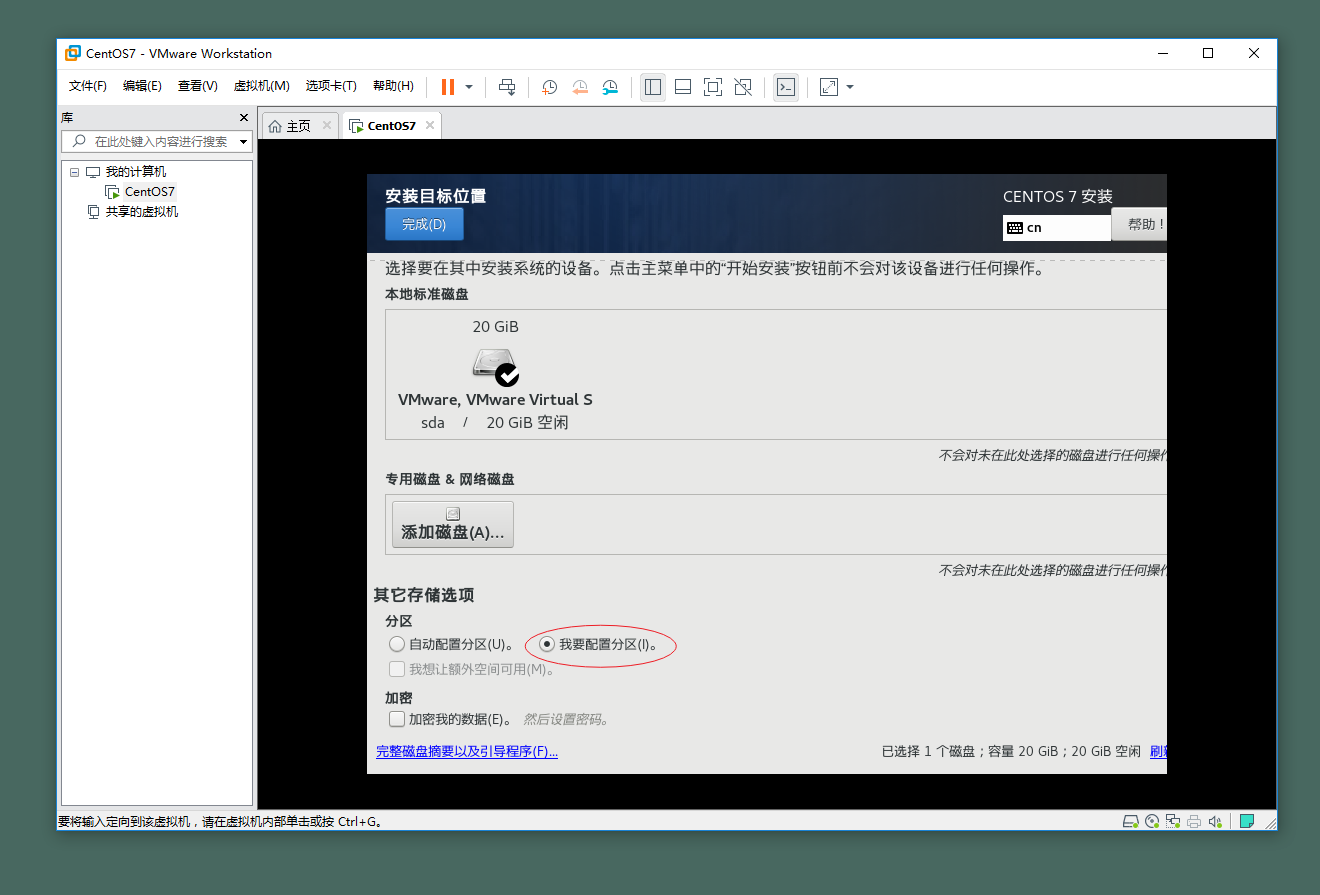 CentOS7 - VMware Workstation
文件(F) 编辑(E) 查看(V) 虚拟机(M) 选项卡(T) 帮助(H)
库
在此处键入内容进行搜索
我的计算机
CentOS7
共享的虚拟机
主页 CentOS7
安装目标位置
CENTOS 7 安装
完成(D)
cn
帮助！
选择要在其中安装系统的设备。点击主菜单中的“开始安装”按钮前不会对该设备进行任何操作。
本地标准磁盘
20 GiB
VMware, VMware Virtual S
sda / 20 GiB 空闲
不会对未在此处选择的磁盘进行任何操作
专用磁盘 & 网络磁盘
添加磁盘(A)...
不会对未在此处选择的磁盘进行任何操作
其它存储选项
分区
自动配置分区(U)。 我要配置分区(I)。
我想让额外空间可用(M)。
加密
加密我的数据(E)。 然后设置密码。
完整磁盘摘要以及引导程序(F)...
已选择 1 个磁盘；容量 20 GiB；20 GiB 空闲 刷新
要将输入定向到该虚拟机，请在虚拟机内部单击或按 Ctrl+G。